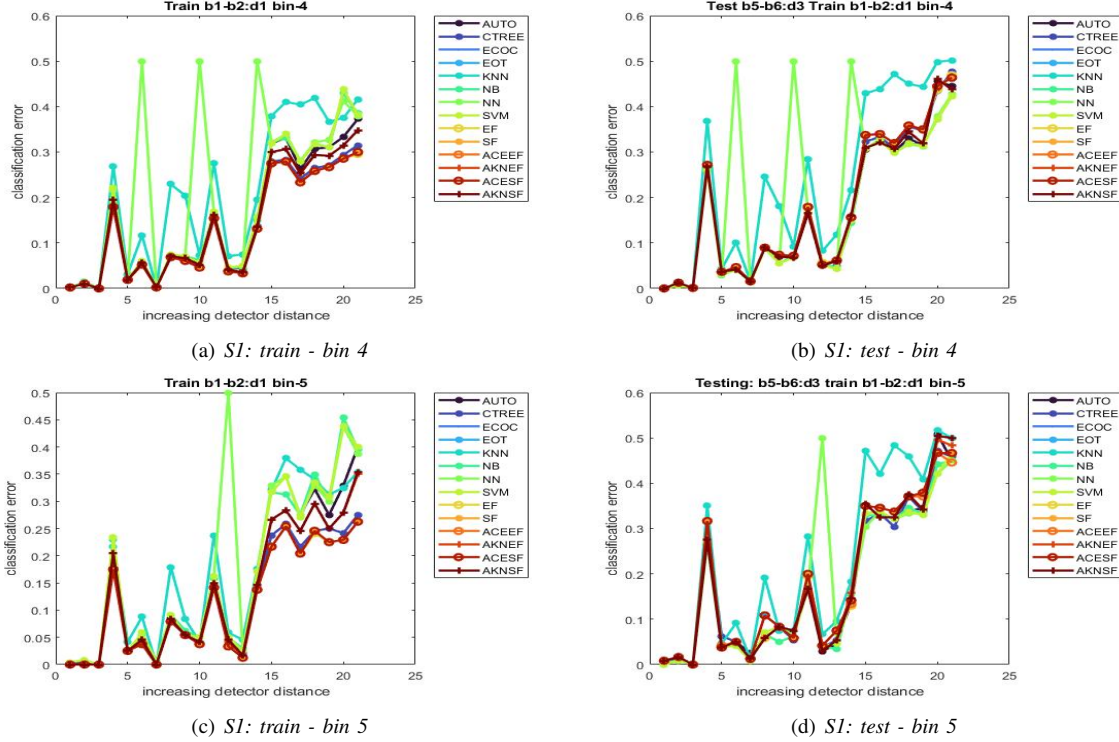 Train b1-b2:d1 bin-4
0.6
0.5
0.4
0.3
0.2
0.1
0
classification error
0 5 10 15 20 25
increasing detector distance
AUTO
CTREE
ECOC
EOT
KNN
NB
NN
SVM
EF
SF
ACEEF
AKNEF
ACESF
AKNSF
(a) S1: train - bin 4
Test b5-b6:d3 Train b1-b2:d1 bin-4
0.6
0.5
0.4
0.3
0.2
0.1
0
classification error
0 5 10 15 20 25
increasing detector distance
AUTO
CTREE
ECOC
EOT
KNN
NB
NN
SVM
EF
SF
ACEEF
AKNEF
ACESF
AKNSF
(b) S1: test - bin 4
Train b1-b2:d1 bin-5
0.5
0.45
0.4
0.35
0.3
0.25
0.2
0.15
0.1
0.05
0
classification error
0 5 10 15 20 25
increasing detector distance
AUTO
CTREE
ECOC
EOT
KNN
NB
NN
SVM
EF
SF
ACEEF
AKNEF
ACESF
AKNSF
(c) S1: train - bin 5
Testing: b5-b6:d3 train b1-b2:d1 bin-5
0.6
0.5
0.4
0.3
0.2
0.1
0
classification error
0 5 10 15 20 25
increasing detector distance
AUTO
CTREE
ECOC
EOT
KNN
NB
NN
SVM
EF
SF
ACEEF
AKNEF
ACESF
AKNSF
(d) S1: test - bin 5